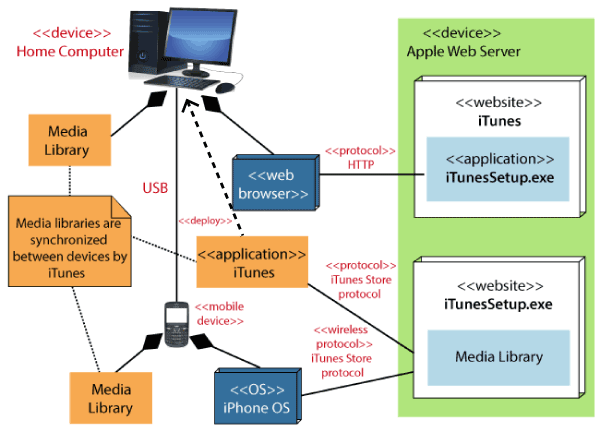 <<device>>
Home Computer
<<device>>
Apple Web Server
<<website>>
iTunes
<<application>>
iTunesSetup.exe
Media
Library
<<protocol>>
HTTP
<<web
browser>>
USB
<<deploy>>
Media libraries are
synchronized
between devices by
iTunes
<<application>>
iTunes
<<protocol>>
iTunes Store
protocol
<<website>>
iTunesSetup.exe
Media Library
<<mobile
device>>
<<wireless
protocol>>
iTunes Store
protocol
Media
Library
<<OS>>
iPhone OS